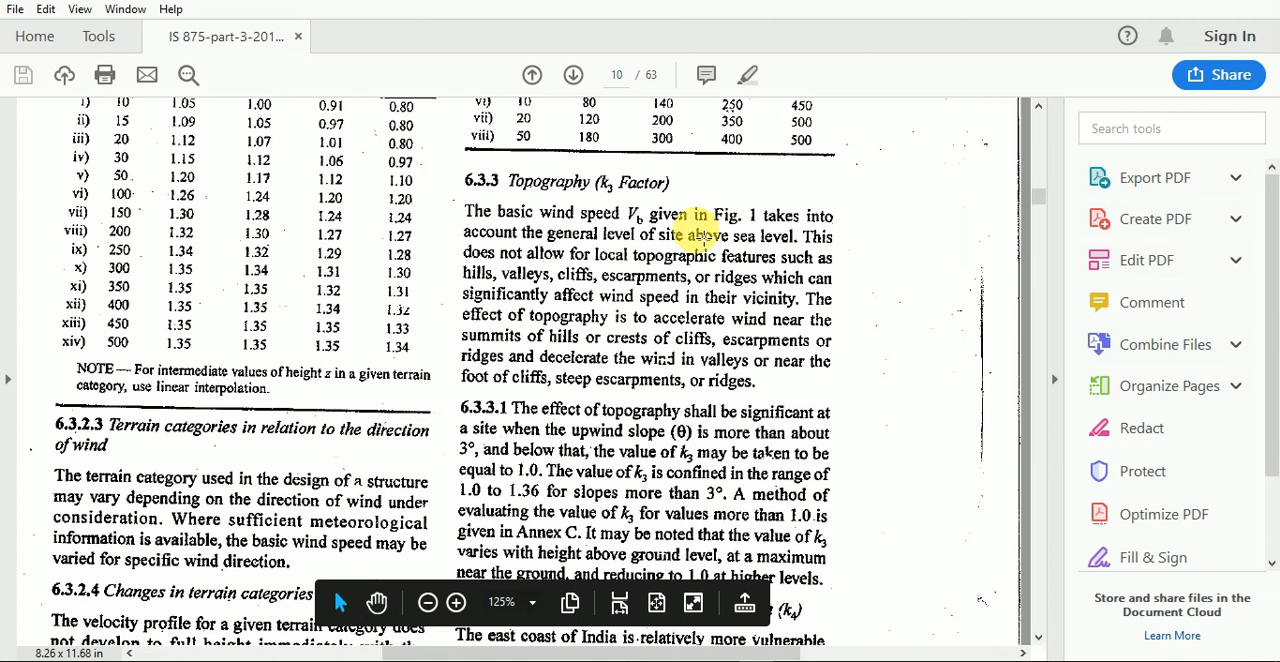 File Edit View Window Help
Home Tools IS 875-part-3-201... × Sign In
10 / 63 Share
i) 10 1.05 1.00 0.91 0.80
ii) 15 1.09 1.05 0.97 0.80
iii) 20 1.12 1.07 1.01 0.80
iv) 30 1.15 1.12 1.06 0.97
v) 50 1.20 1.17 1.12 1.10
vi) 100 1.26 1.24 1.20 1.20
vii) 150 1.30 1.28 1.24 1.24
viii) 200 1.32 1.30 1.27 1.27
ix) 250 1.34 1.32 1.29 1.28
x) 300 1.35 1.34 1.31 1.30
xi) 350 1.35 1.35 1.32 1.31
xii) 400 1.35 1.35 1.34 1.32
xiii) 450 1.35 1.35 1.35 1.33
xiv) 500 1.35 1.35 1.35 1.34
NOTE — For intermediate values of height z in a given terrain
category, use linear interpolation.
6.3.2.3 Terrain categories in relation to the direction
of wind
The terrain category used in the design of a structure
may vary depending on the direction of wind under
consideration. Where sufficient meteorological
information is available, the basic wind speed may be
varied for specific wind direction.
6.3.2.4 Changes in terrain categories
The velocity profile for a given terrain category does
not develop to full height immediately with the
vi) 10 80 140 250 450
vii) 20 120 200 350 500
viii) 50 180 300 400 500
6.3.3 Topography (k3 Factor)
The basic wind speed Vb given in Fig. 1 takes into
account the general level of site above sea level. This
does not allow for local topographic features such as
hills, valleys, cliffs, escarpments, or ridges which can
significantly affect wind speed in their vicinity. The
effect of topography is to accelerate wind near the
summits of hills or crests of cliffs, escarpments or
ridges and decelerate the wind in valleys or near the
foot of cliffs, steep escarpments, or ridges.
6.3.3.1 The effect of topography shall be significant at
a site when the upwind slope (θ) is more than about
3°, and below that, the value of k3 may be taken to be
equal to 1.0. The value of k3 is confined in the range of
1.0 to 1.36 for slopes more than 3°. A method of
evaluating the value of k3 for values more than 1.0 is
given in Annex C. It may be noted that the value of k3
varies with height above ground level, at a maximum
near the ground, and reducing to 1.0 at higher levels.
(k4)
The east coast of India is relatively more vulnerable
125%
8.26 x 11.68 in
Search tools
Export PDF
Create PDF
Edit PDF
Comment
Combine Files
Organize Pages
Redact
Protect
Optimize PDF
Fill & Sign
Store and share files in the
Document Cloud
Learn More